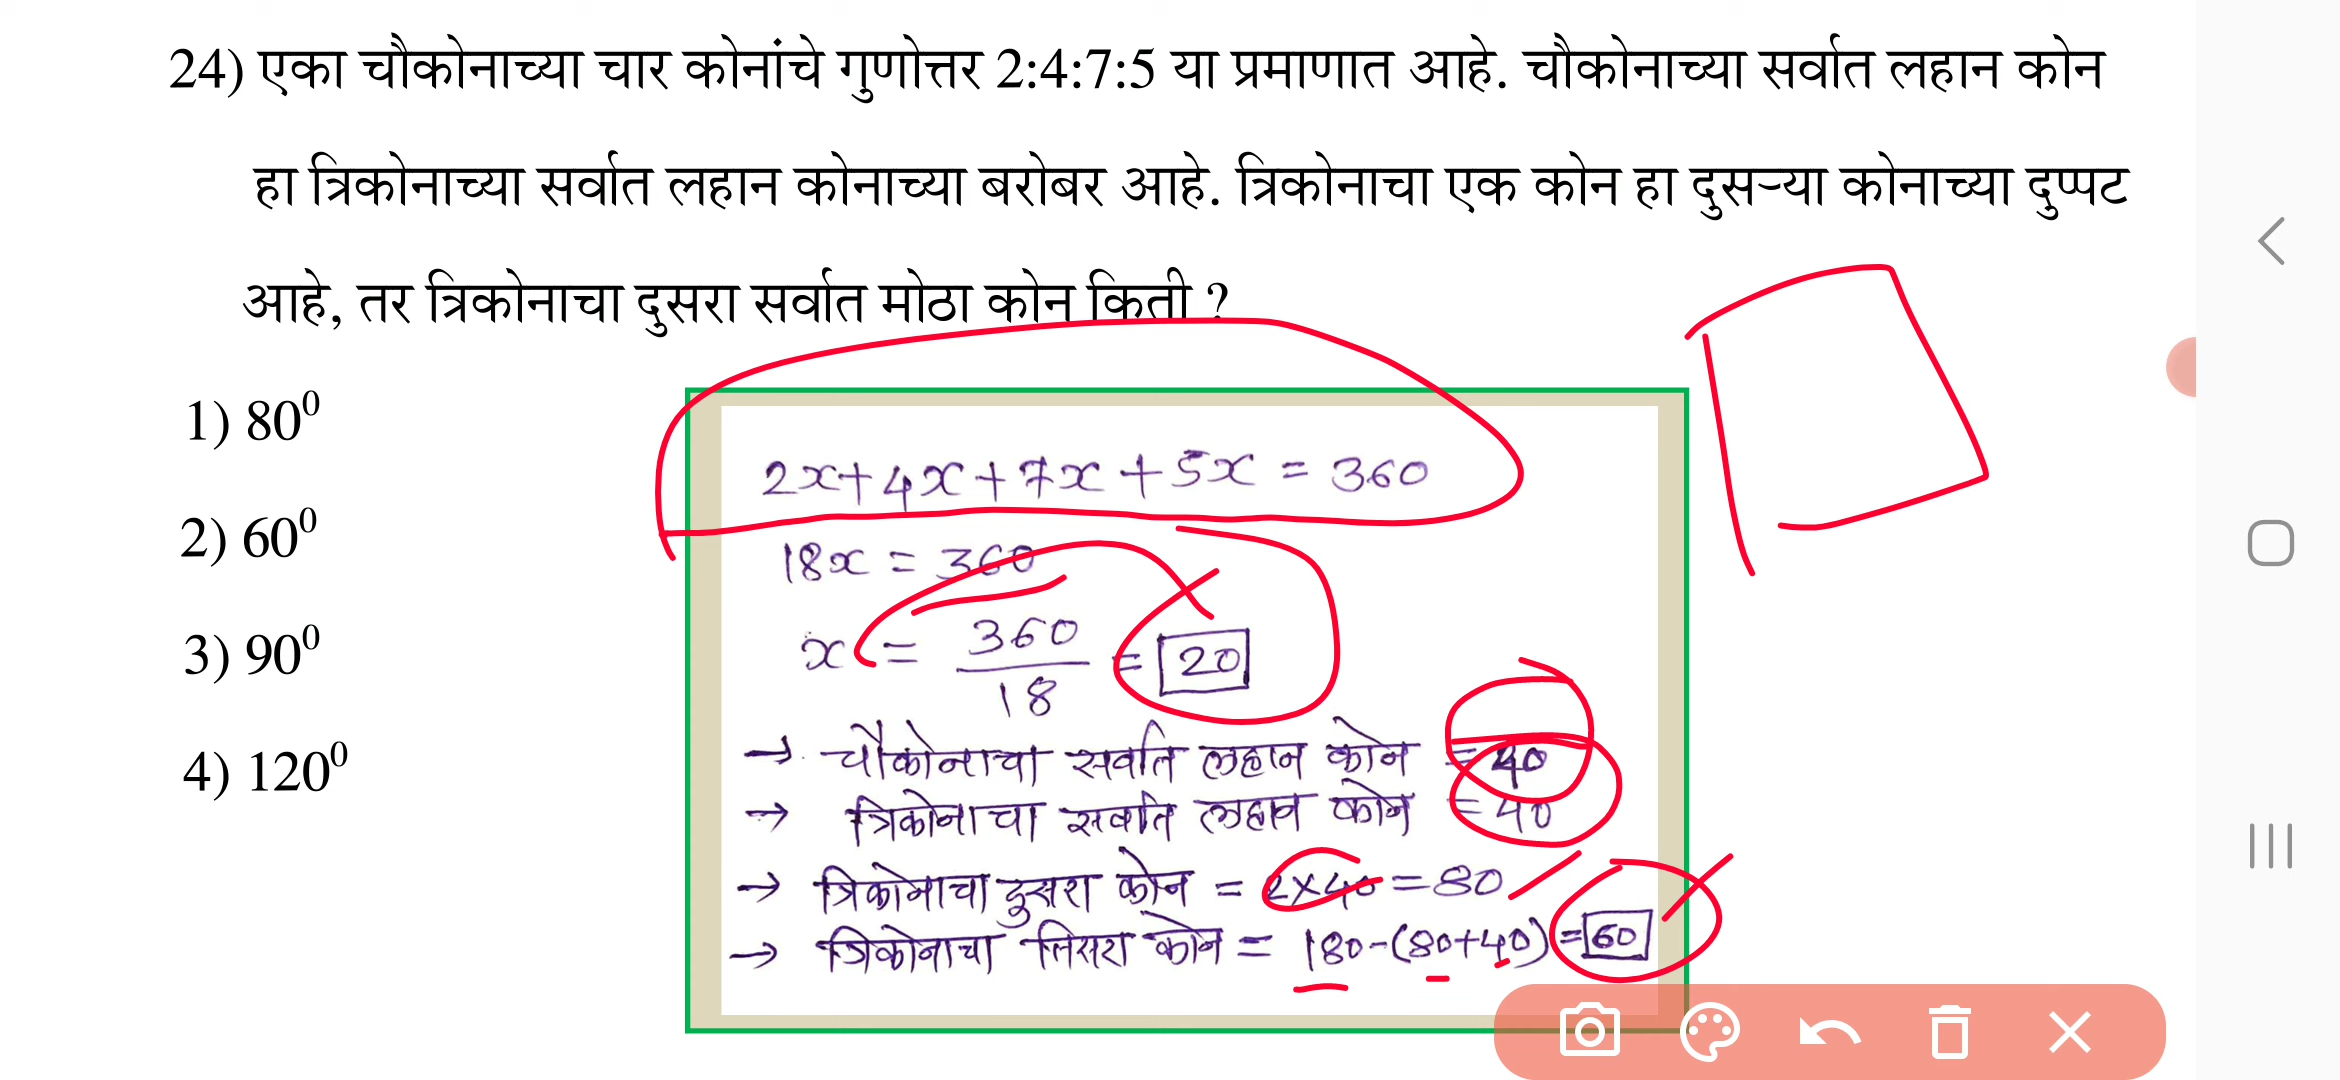 24) एका चौकोनाच्या चार कोनांचे गुणोत्तर 2:4:7:5 या प्रमाणात आहे. चौकोनाच्या सर्वात लहान कोन
हा त्रिकोनाच्या सर्वात लहान कोनाच्या बरोबर आहे. त्रिकोनाचा एक कोन हा दुसऱ्या कोनाच्या दुप्पट
आहे, तर त्रिकोनाचा दुसरा सर्वात मोठा कोन किती ?
1) 80⁰
2) 60⁰
3) 90⁰
4) 120⁰
2x+4x+7x+5x = 360
18x = 360
x = 360/18 = 20
→ चौकोनाचा सर्वात लहान कोन = 40
→ त्रिकोनाचा सर्वात लहान कोन = 40
→ त्रिकोनाचा दुसरा कोन = 2×40 = 80
→ त्रिकोनाचा तिसरा कोन = 180-(80+40) = 60